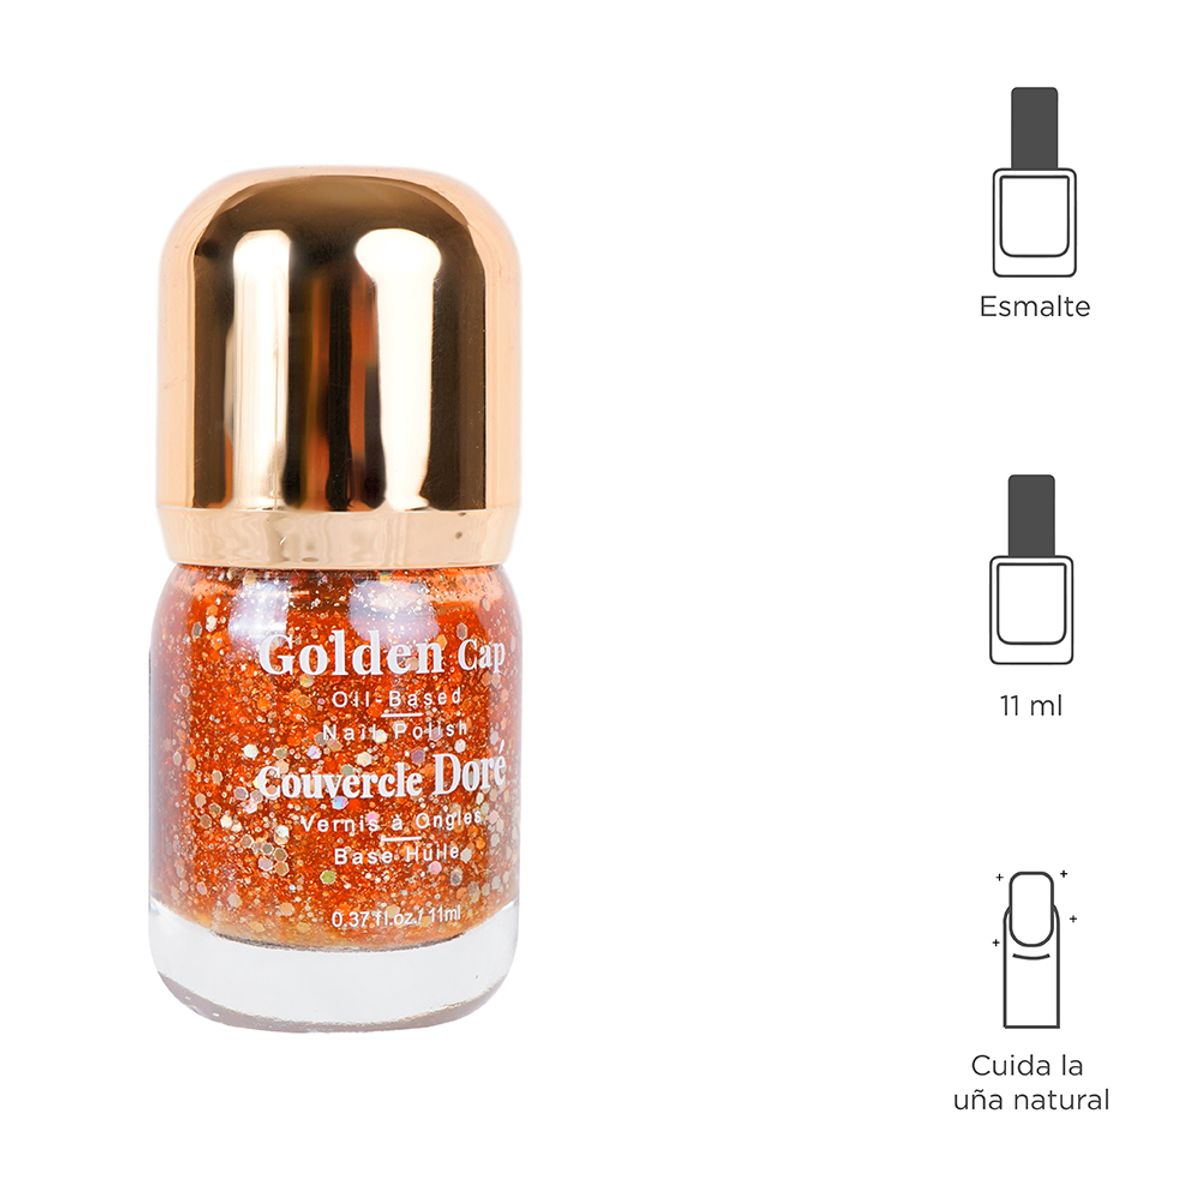 Golden Cap
Oil-Based
Nail Polish
Couvercle Doré
Vernis à Ongles
Base Huile
0.37 fl.oz./11ml
Esmalte
11 ml
Cuida la
uña natural